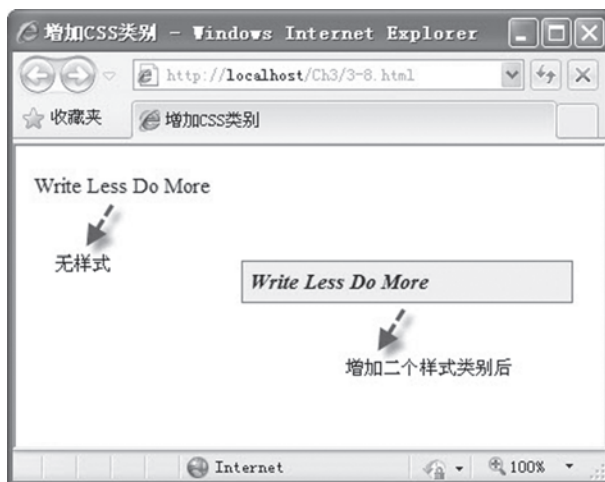 增加CSS类别 - Windows Internet Explorer
http://localhost/Ch3/3-8.html
收藏夹
增加CSS类别
Write Less Do More
无样式
Write Less Do More
增加二个样式类别后
Internet
100%